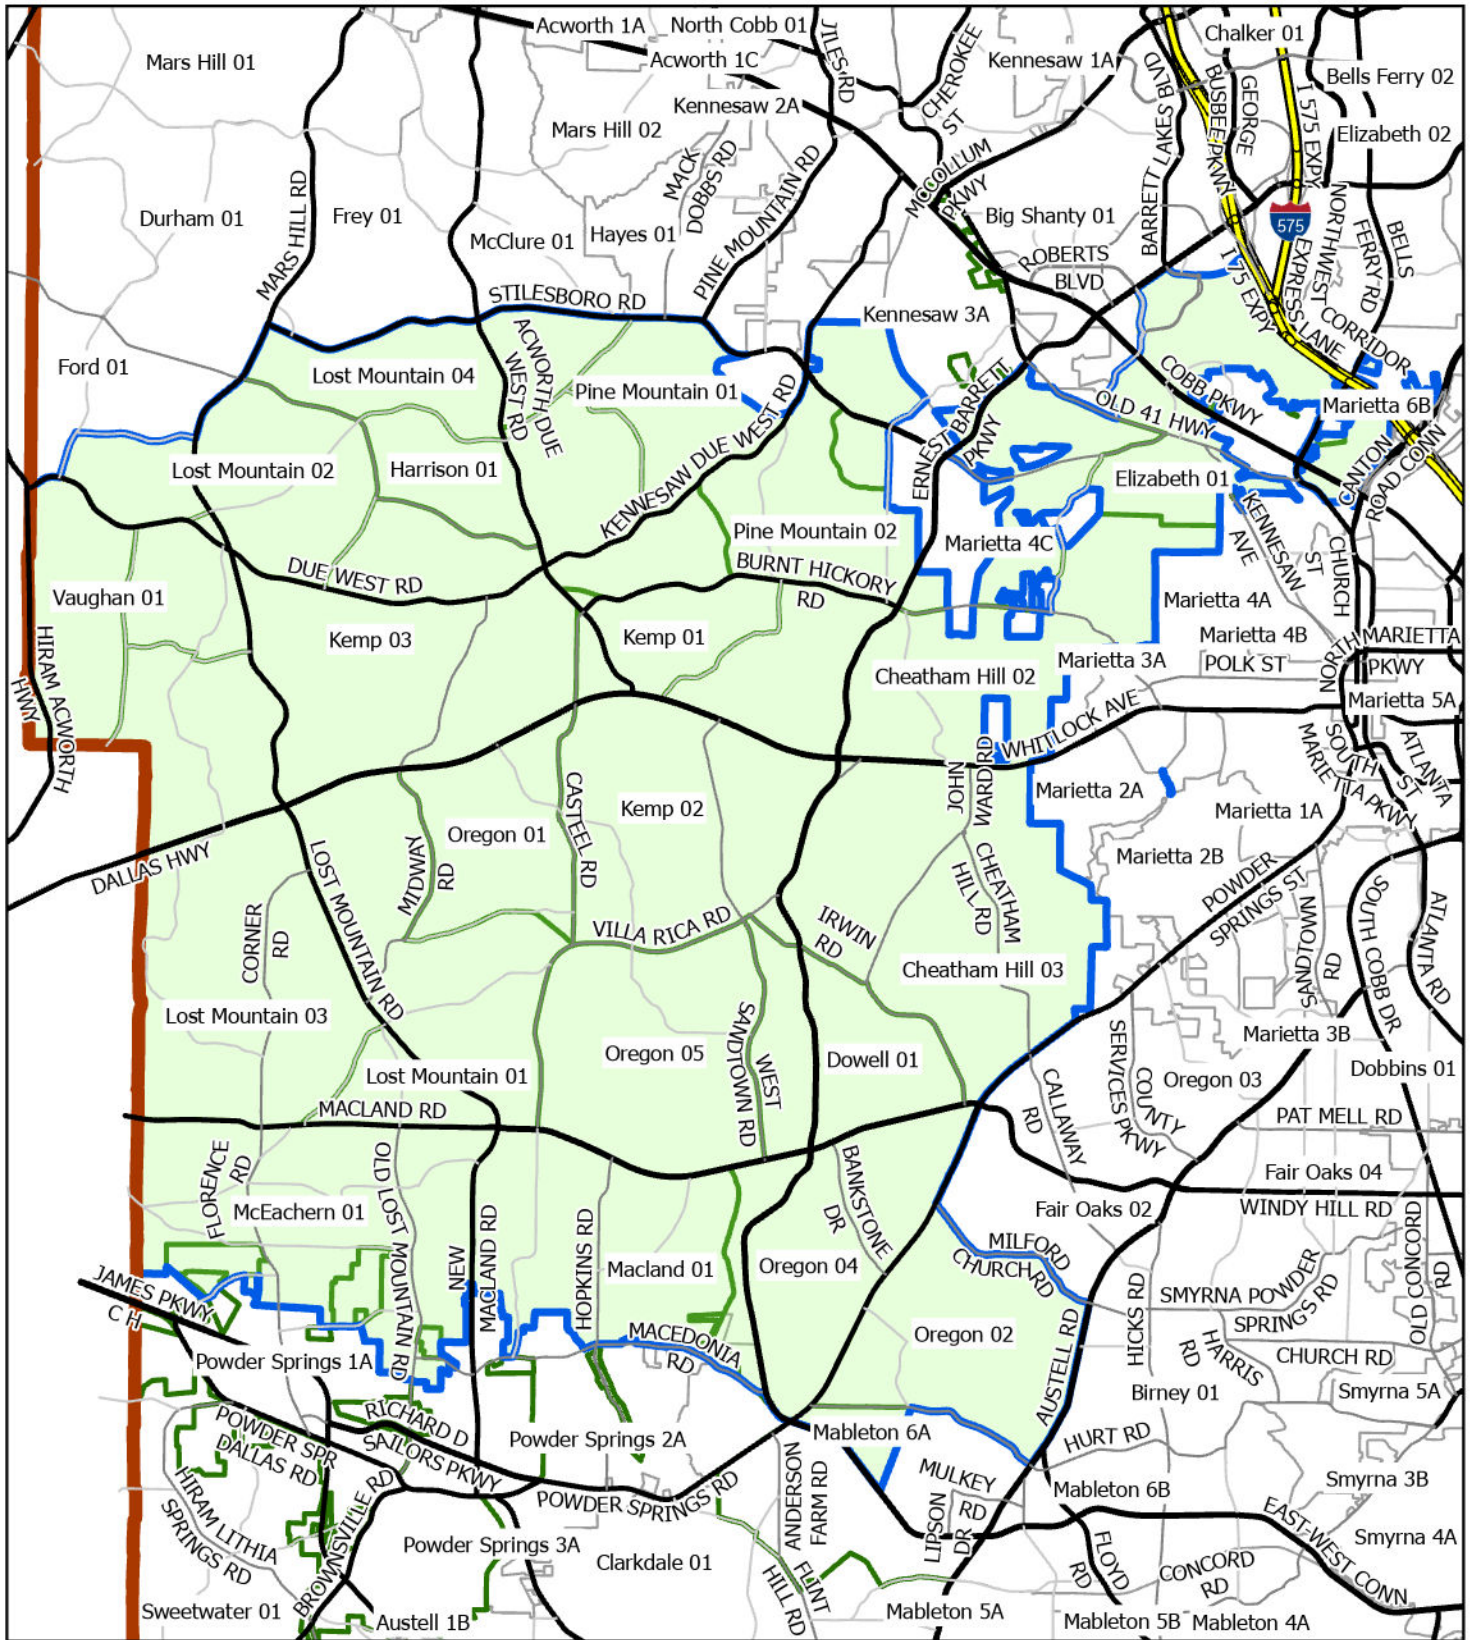 Acworth 1A
North Cobb 01
Chalker 01
Mars Hill 01
Acworth 1C
JILES RD
CHEROKEE
ST
Kennesaw 1A
BARRETT LAKES BLVD
BUSBEE PKWY
GEORGE
I 575 EXPY
Bells Ferry 02
Kennesaw 2A
Mars Hill 02
Elizabeth 02
MACK
DOBBS RD
PINE MOUNTAIN RD
MCCOLLUM
PKWY
Durham 01
MARS HILL RD
Frey 01
McClure 01
Hayes 01
Big Shanty 01
575
NORTHWEST CORRIDOR
EXPRESS LANE
BELLS
FERRY RD
ROBERTS
BLVD
I 75 EXPY
STILESBORO RD
Kennesaw 3A
Ford 01
Lost Mountain 04
ACWORTH DUE
WEST RD
Pine Mountain 01
KENNESAW DUE WEST RD
ERNEST BARRETT
PKWY
OLD 41 HWY
COBB PKWY
Marietta 6B
CANTON
ROAD CONN
Lost Mountain 02
Harrison 01
Elizabeth 01
KENNESAW
AVE
Pine Mountain 02
Marietta 4C
CHURCH
ST
DUE WEST RD
BURNT HICKORY
RD
Vaughan 01
Marietta 4A
Kemp 03
Kemp 01
Marietta 4B
NORTH MARIETTA
PKWY
HIRAM ACWORTH
HWY
Cheatham Hill 02
Marietta 3A
POLK ST
Marietta 5A
WHITLOCK AVE
SOUTH
MARIETTA PKWY
ATLANTA
ST
JOHN
WARD RD
Marietta 2A
CASTEEL RD
Kemp 02
Marietta 1A
Oregon 01
DALLAS HWY
MIDWAY
RD
LOST MOUNTAIN RD
CHEATHAM
HILL RD
Marietta 2B
POWDER
SPRINGS ST
SANDTOWN
RD
SOUTH COBB DR
ATLANTA RD
CORNER
RD
VILLA RICA RD
IRWIN
RD
Cheatham Hill 03
Lost Mountain 03
Oregon 05
WEST
SANDTOWN RD
Dowell 01
SERVICES PKWY
COUNTY
Marietta 3B
Dobbins 01
Lost Mountain 01
CALLAWAY
RD
Oregon 03
MACLAND RD
PAT MELL RD
FLORENCE
RD
OLD LOST
MOUNTAIN RD
BANKSTONE
DR
Fair Oaks 04
McEachern 01
Fair Oaks 02
WINDY HILL RD
NEW
MACLAND RD
HOPKINS RD
Macland 01
Oregon 04
MILFORD
CHURCH RD
OLD CONCORD
RD
C H
JAMES PKWY
SMYRNA POWDER
SPRINGS RD
HICKS RD
Oregon 02
MACEDONIA
RD
AUSTELL RD
HARRIS
RD
CHURCH RD
Powder Springs 1A
Birney 01
Smyrna 5A
RICHARD D
SAILORS PKWY
POWDER SPR
DALLAS RD
Powder Springs 2A
Mableton 6A
HURT RD
MULKEY
RD
Smyrna 3B
Mableton 6B
HIRAM LITHIA
SPRINGS RD
BROWNSVILLE RD
POWDER SPRINGS RD
ANDERSON
FARM RD
LIPSON
DR
EAST-WEST CONN
Powder Springs 3A
Clarkdale 01
FLINT
HILL RD
FLOYD
RD
CONCORD
RD
Smyrna 4A
Sweetwater 01
Austell 1B
Mableton 5A
Mableton 5B
Mableton 4A